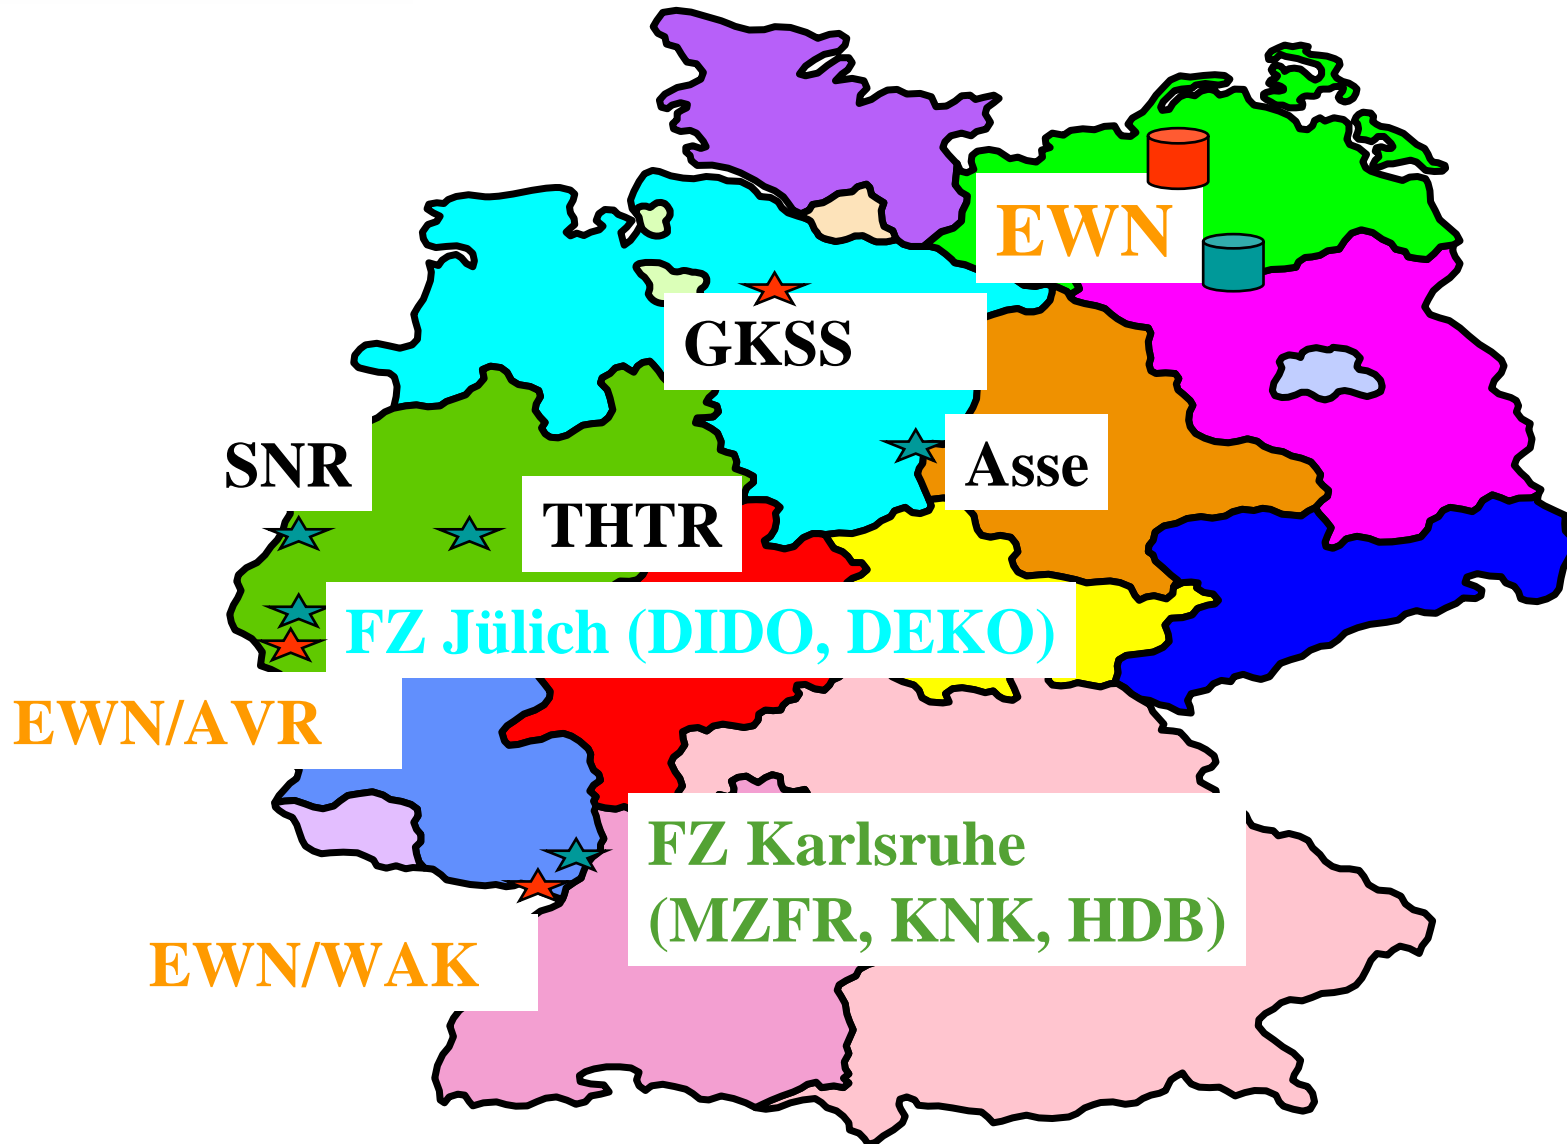 EWN
GKSS
SNR
Asse
THTR
FZ Jülich (DIDO, DEKO)
EWN/AVR
FZ Karlsruhe
(MZFR, KNK, HDB)
EWN/WAK